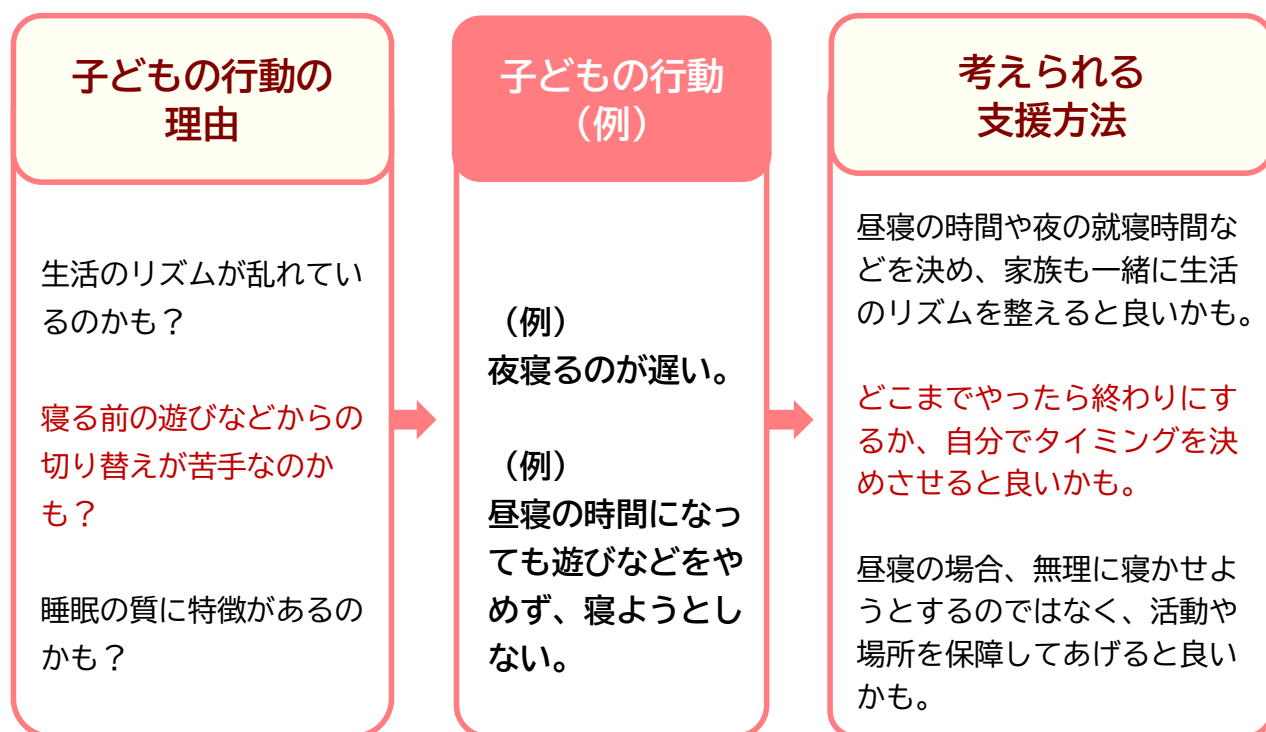 子どもの行動の
理由
生活のリズムが乱れてい
るのかも？
寝る前の遊びなどからの
切り替えが苦手なのか
も？
睡眠の質に特徴があるの
かも？
子どもの行動
（例）
（例）
夜寝るのが遅い。
（例）
昼寝の時間になっ
ても遊びなどをや
めず、寝ようとし
ない。
考えられる
支援方法
昼寝の時間や夜の就寝時間な
どを決め、家族も一緒に生活
のリズムを整えると良いかも。
どこまでやったら終わりにす
るか、自分でタイミングを決
めさせると良いかも。
昼寝の場合、無理に寝かせよ
うとするのではなく、活動や
場所を保障してあげると良い
かも。